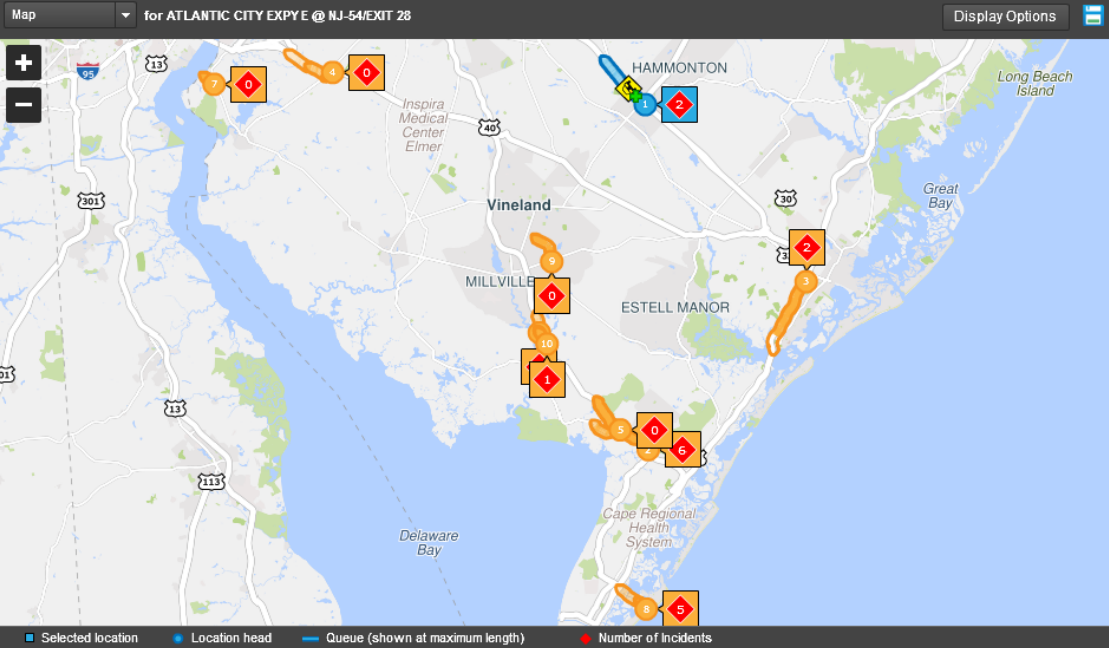 Map
for ATLANTIC CITY EXPY E @ NJ-54/EXIT 28
Display Options
+
−
95
13
7
0
4
0
HAMMONTON
1
2
Long Beach
Island
Inspira
Medical
Center
Elmer
40
301
Vineland
30
Great
Bay
2
3
9
MILLVILLE
0
ESTELL MANOR
10
1
13
5
0
6
113
Cape Regional
Health
System
Delaware
Bay
8
5
Selected location
Location head
Queue (shown at maximum length)
Number of Incidents